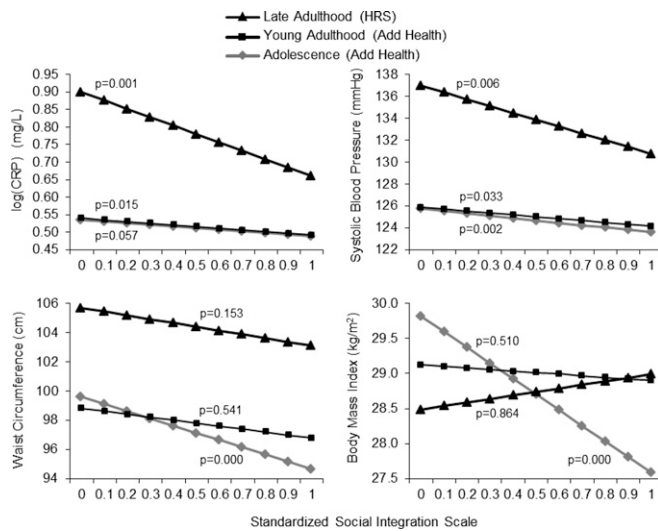 Late Adulthood (HRS)
Young Adulthood (Add Health)
Adolescence (Add Health)
log(CRP) (mg/L)
0.95
0.90
0.85
0.80
0.75
0.70
0.65
0.60
0.55
0.50
0.45
p=0.001
p=0.015
p=0.057
0 0.1 0.2 0.3 0.4 0.5 0.6 0.7 0.8 0.9 1
Systolic Blood Pressure (mmHg)
138
136
134
132
130
128
126
124
122
p=0.006
p=0.033
p=0.002
0 0.1 0.2 0.3 0.4 0.5 0.6 0.7 0.8 0.9 1
Waist Circumference (cm)
106
104
102
100
98
96
94
p=0.153
p=0.541
p=0.000
0 0.1 0.2 0.3 0.4 0.5 0.6 0.7 0.8 0.9 1
Body Mass Index (kg/m²)
30.0
29.5
29.0
28.5
28.0
27.5
p=0.510
p=0.864
p=0.000
0 0.1 0.2 0.3 0.4 0.5 0.6 0.7 0.8 0.9 1
Standardized Social Integration Scale